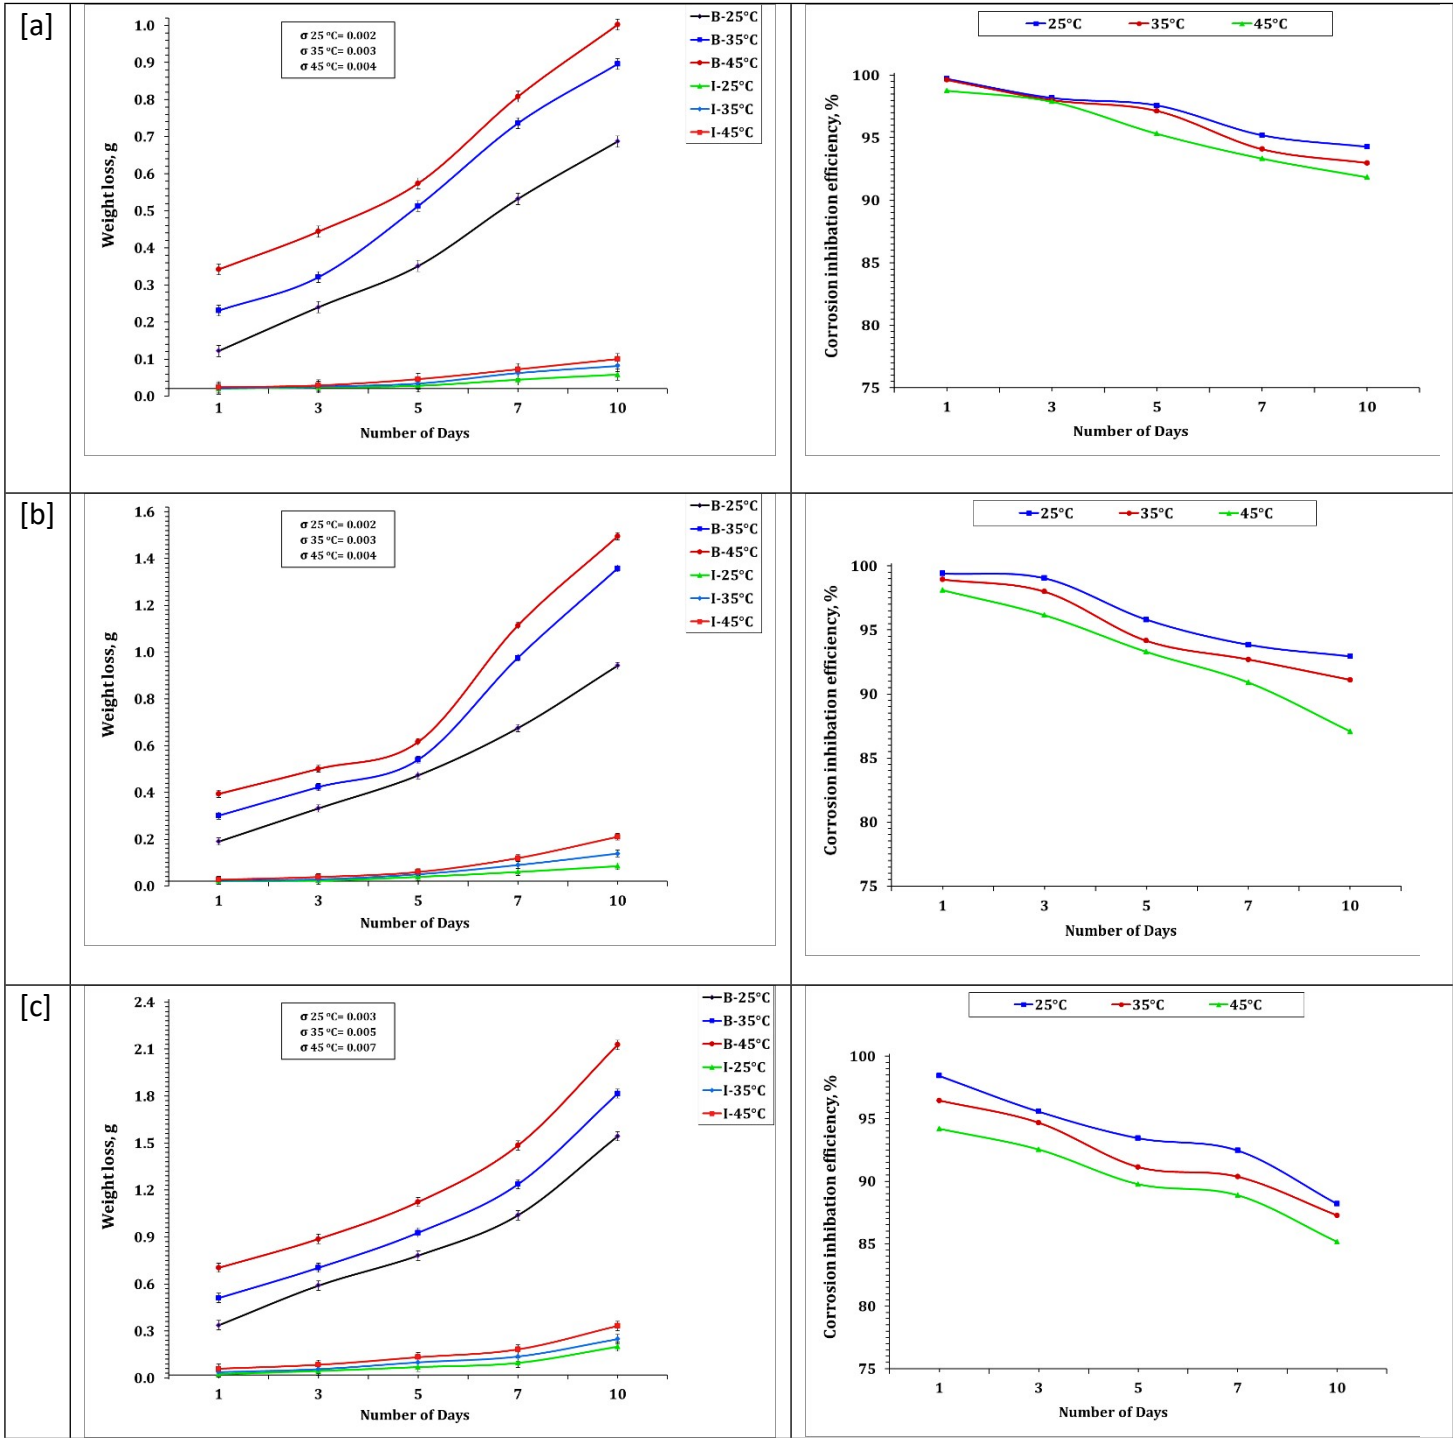 [a]
σ 25 °C= 0.002
σ 35 °C= 0.003
σ 45 °C= 0.004
B-25°C
B-35°C
B-45°C
I-25°C
I-35°C
I-45°C
Weight loss, g
1.0
0.9
0.8
0.7
0.6
0.5
0.4
0.3
0.2
0.1
0.0
1 3 5 7 10
Number of Days
25°C 35°C 45°C
Corrosion inhibation efficiency, %
100
95
90
85
80
75
1 3 5 7 10
Number of Days
[b]
σ 25 °C= 0.002
σ 35 °C= 0.003
σ 45 °C= 0.004
B-25°C
B-35°C
B-45°C
I-25°C
I-35°C
I-45°C
Weight loss, g
1.6
1.4
1.2
1.0
0.8
0.6
0.4
0.2
0.0
1 3 5 7 10
Number of Days
25°C 35°C 45°C
Corrosion inhibation efficiency, %
100
95
90
85
80
75
1 3 5 7 10
Number of Days
[c]
σ 25 °C= 0.003
σ 35 °C= 0.005
σ 45 °C= 0.007
B-25°C
B-35°C
B-45°C
I-25°C
I-35°C
I-45°C
Weight loss, g
2.4
2.1
1.8
1.5
1.2
0.9
0.6
0.3
0.0
1 3 5 7 10
Number of Days
25°C 35°C 45°C
Corrosion inhibation efficiency, %
100
95
90
85
80
75
1 3 5 7 10
Number of Days